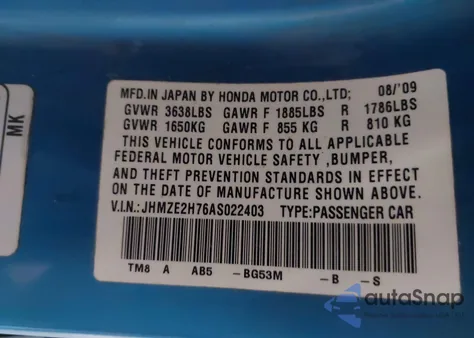 MFD.IN JAPAN BY HONDA MOTOR CO.,LTD; 08/'09
GVWR 3638LBS GAWR F 1885LBS R 1786LBS
GVWR 1650KG GAWR F 855 KG R 810 KG
THIS VEHICLE CONFORMS TO ALL APPLICABLE
FEDERAL MOTOR VEHICLE SAFETY ,BUMPER,
AND THEFT PREVENTION STANDARDS IN EFFECT
ON THE DATE OF MANUFACTURE SHOWN ABOVE.
V.I.N.:JHMZE2H76AS022403 TYPE:PASSENGER CAR
TM8 A AB5 -BG53M -B -S
MK
autaSnap